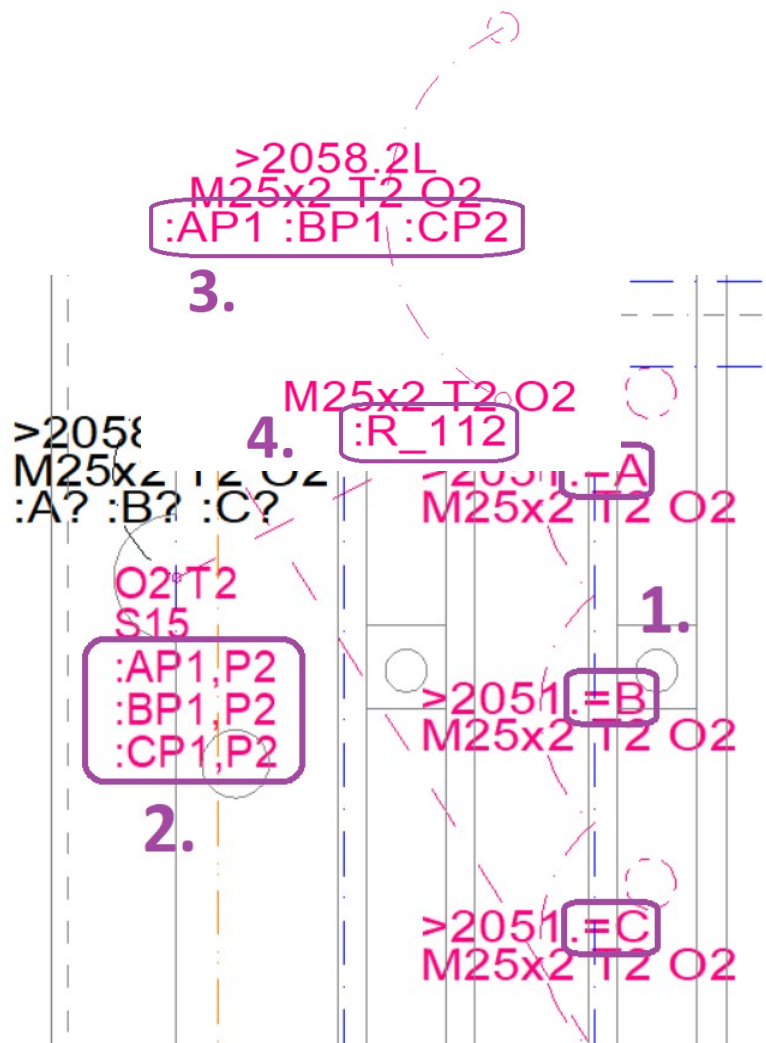 >2058.2L
M25x2 T2 O2
:AP1 :BP1 :CP2
3.
M25x2 T2 O2
:R_112
4.
>2058
M25x2 T2 O2
:A? :B? :C?
>2051.=A
M25x2 T2 O2
O2 T2
S15
:AP1,P2
:BP1,P2
:CP1,P2
2.
1.
>2051.=B
M25x2 T2 O2
>2051.=C
M25x2 T2 O2